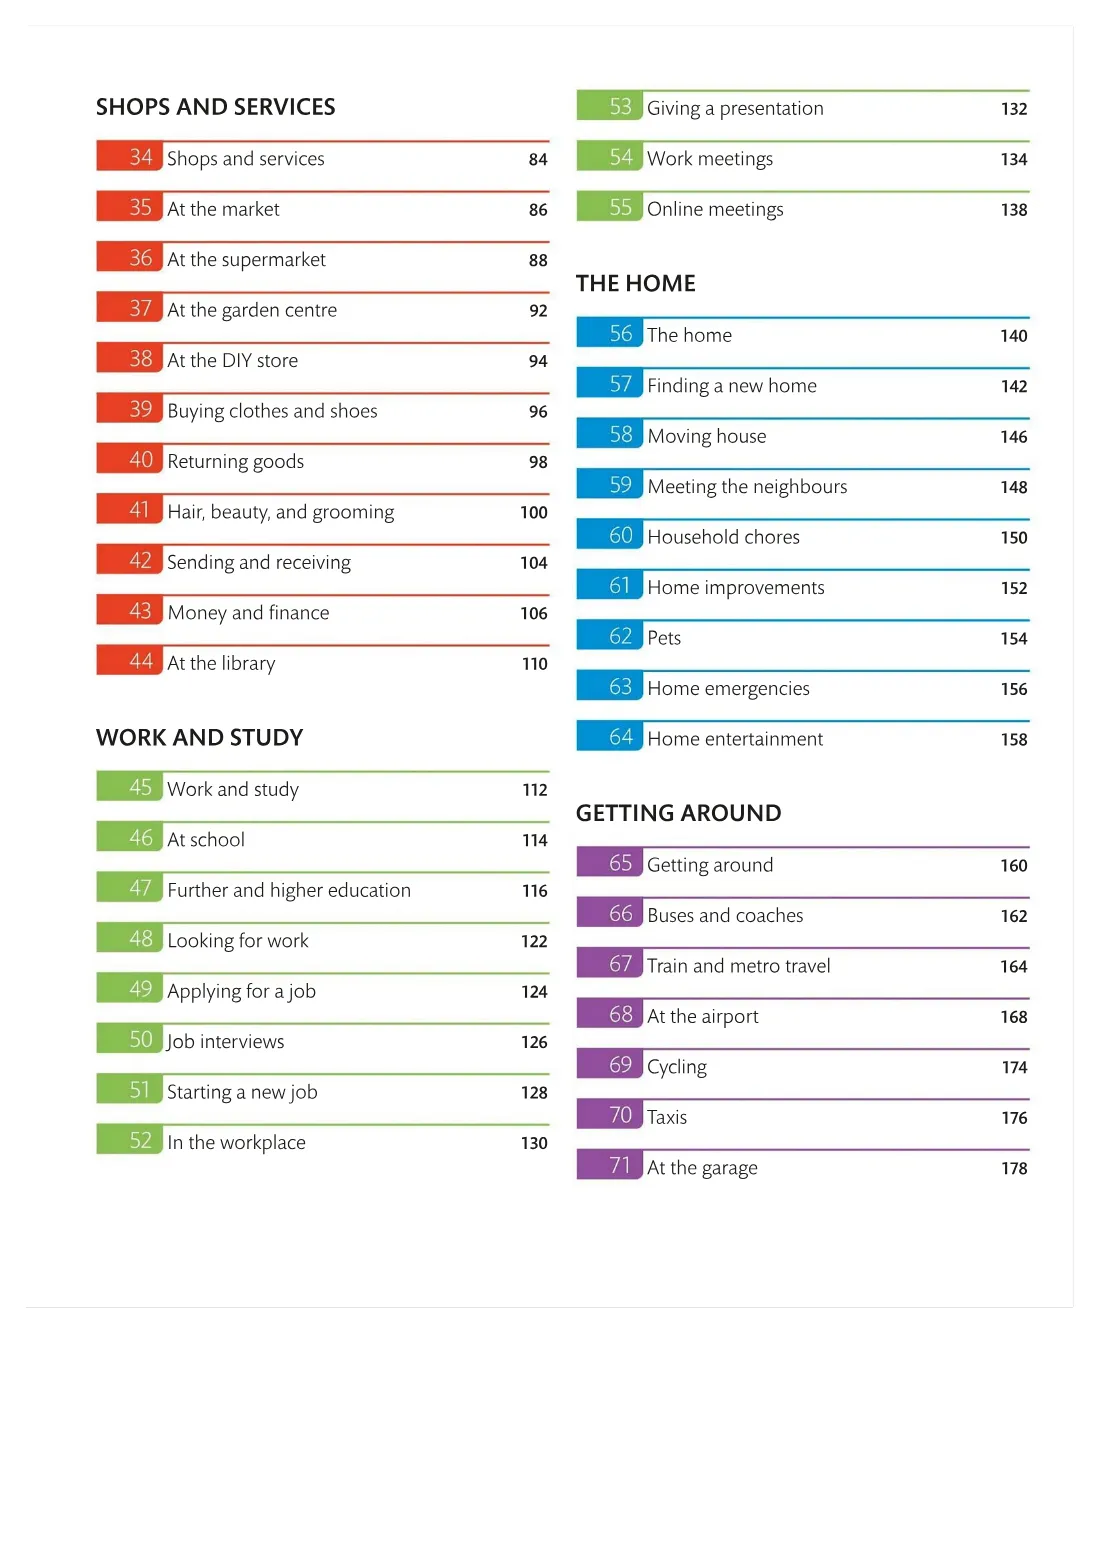 SHOPS AND SERVICES
34 Shops and services 84
35 At the market 86
36 At the supermarket 88
37 At the garden centre 92
38 At the DIY store 94
39 Buying clothes and shoes 96
40 Returning goods 98
41 Hair, beauty, and grooming 100
42 Sending and receiving 104
43 Money and finance 106
44 At the library 110
WORK AND STUDY
45 Work and study 112
46 At school 114
47 Further and higher education 116
48 Looking for work 122
49 Applying for a job 124
50 Job interviews 126
51 Starting a new job 128
52 In the workplace 130
53 Giving a presentation 132
54 Work meetings 134
55 Online meetings 138
THE HOME
56 The home 140
57 Finding a new home 142
58 Moving house 146
59 Meeting the neighbours 148
60 Household chores 150
61 Home improvements 152
62 Pets 154
63 Home emergencies 156
64 Home entertainment 158
GETTING AROUND
65 Getting around 160
66 Buses and coaches 162
67 Train and metro travel 164
68 At the airport 168
69 Cycling 174
70 Taxis 176
71 At the garage 178